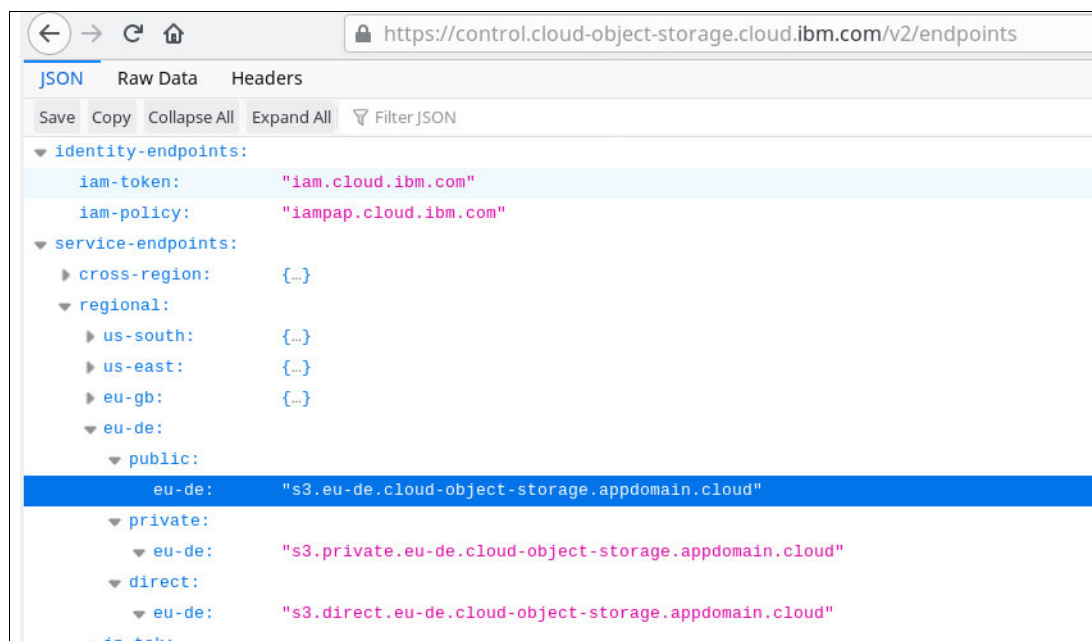 https://control.cloud-object-storage.cloud.ibm.com/v2/endpoints
JSON Raw Data Headers
Save Copy Collapse All Expand All Filter JSON
identity-endpoints:
iam-token: "iam.cloud.ibm.com"
iam-policy: "iampap.cloud.ibm.com"
service-endpoints:
cross-region: {…}
regional:
us-south: {…}
us-east: {…}
eu-gb: {…}
eu-de:
public:
eu-de: "s3.eu-de.cloud-object-storage.appdomain.cloud"
private:
eu-de: "s3.private.eu-de.cloud-object-storage.appdomain.cloud"
direct:
eu-de: "s3.direct.eu-de.cloud-object-storage.appdomain.cloud"